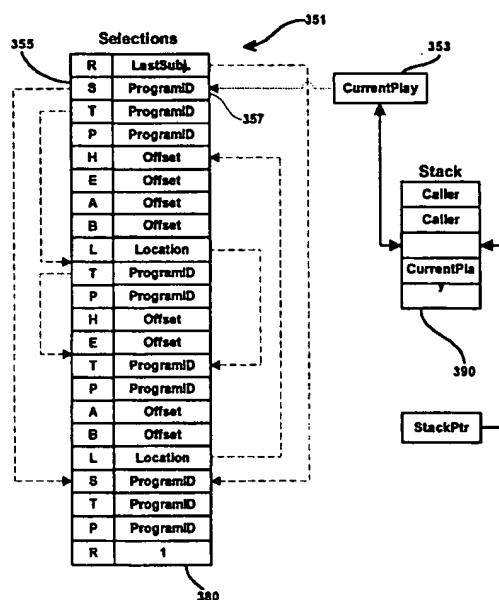 351
355
Selections
353
R LastSubj.
S ProgramID
CurrentPlay
T ProgramID
357
P ProgramID
H Offset
E Offset
A Offset
B Offset
L Location
T ProgramID
P ProgramID
H Offset
E Offset
T ProgramID
P ProgramID
A Offset
B Offset
L Location
S ProgramID
T ProgramID
P ProgramID
R 1
380
Stack
Caller
Caller
CurrentPla
y
390
StackPtr